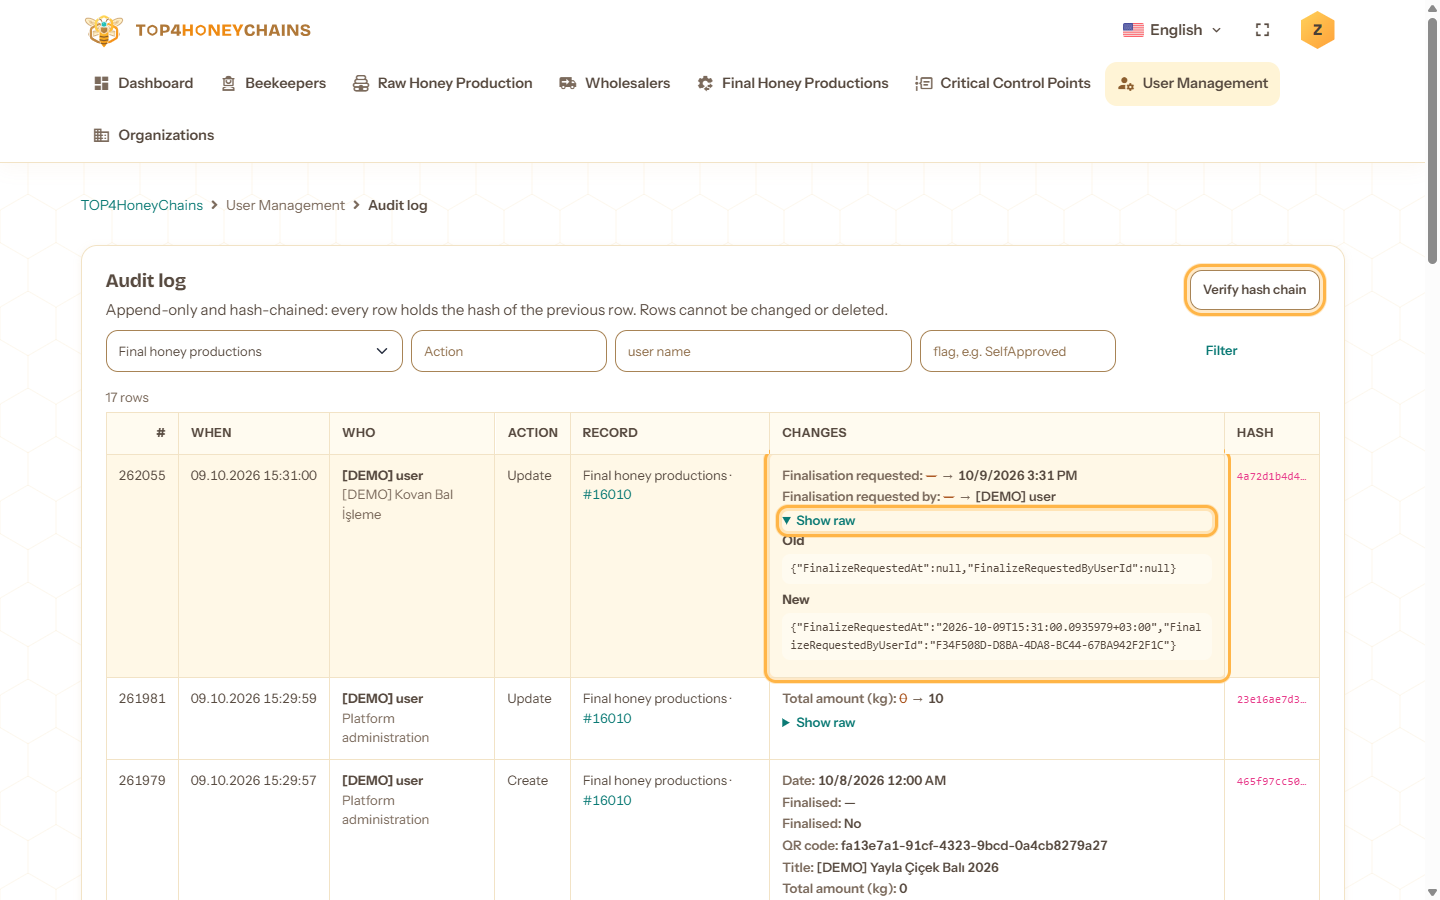 TOP4HONEYCHAINS
English
Z
Dashboard
Beekeepers
Raw Honey Production
Wholesalers
Final Honey Productions
Critical Control Points
User Management
Organizations
TOP4HoneyChains > User Management > Audit log
Audit log
Verify hash chain
Append-only and hash-chained: every row holds the hash of the previous row. Rows cannot be changed or deleted.
Final honey productions
Action
user name
flag, e.g. SelfApproved
Filter
17 rows
# WHEN WHO ACTION RECORD CHANGES HASH
262055 09.10.2026 15:31:00 [DEMO] user Update Final honey productions · Finalisation requested: — → 10/9/2026 3:31 PM 4a72d1b4d4…
[DEMO] Kovan Bal #16010 Finalisation requested by: — → [DEMO] user
İşleme
Show raw
Old
{"FinalizeRequestedAt":null,"FinalizeRequestedByUserId":null}
New
{"FinalizeRequestedAt":"2026-10-09T15:31:00.0935979+03:00","Final
izeRequestedByUserId":"F34F508D-D8BA-4DA8-BC44-67BA942F2F1C"}
261981 09.10.2026 15:29:59 [DEMO] user Update Final honey productions · Total amount (kg): 0 → 10 23e16ae7d3…
Platform #16010 Show raw
administration
261979 09.10.2026 15:29:57 [DEMO] user Create Final honey productions · Date: 10/8/2026 12:00 AM 465f97cc50…
Platform #16010 Finalised: —
administration Finalised: No
QR code: fa13e7a1-91cf-4323-9bcd-0a4cb8279a27
Title: [DEMO] Yayla Çiçek Balı 2026
Total amount (kg): 0